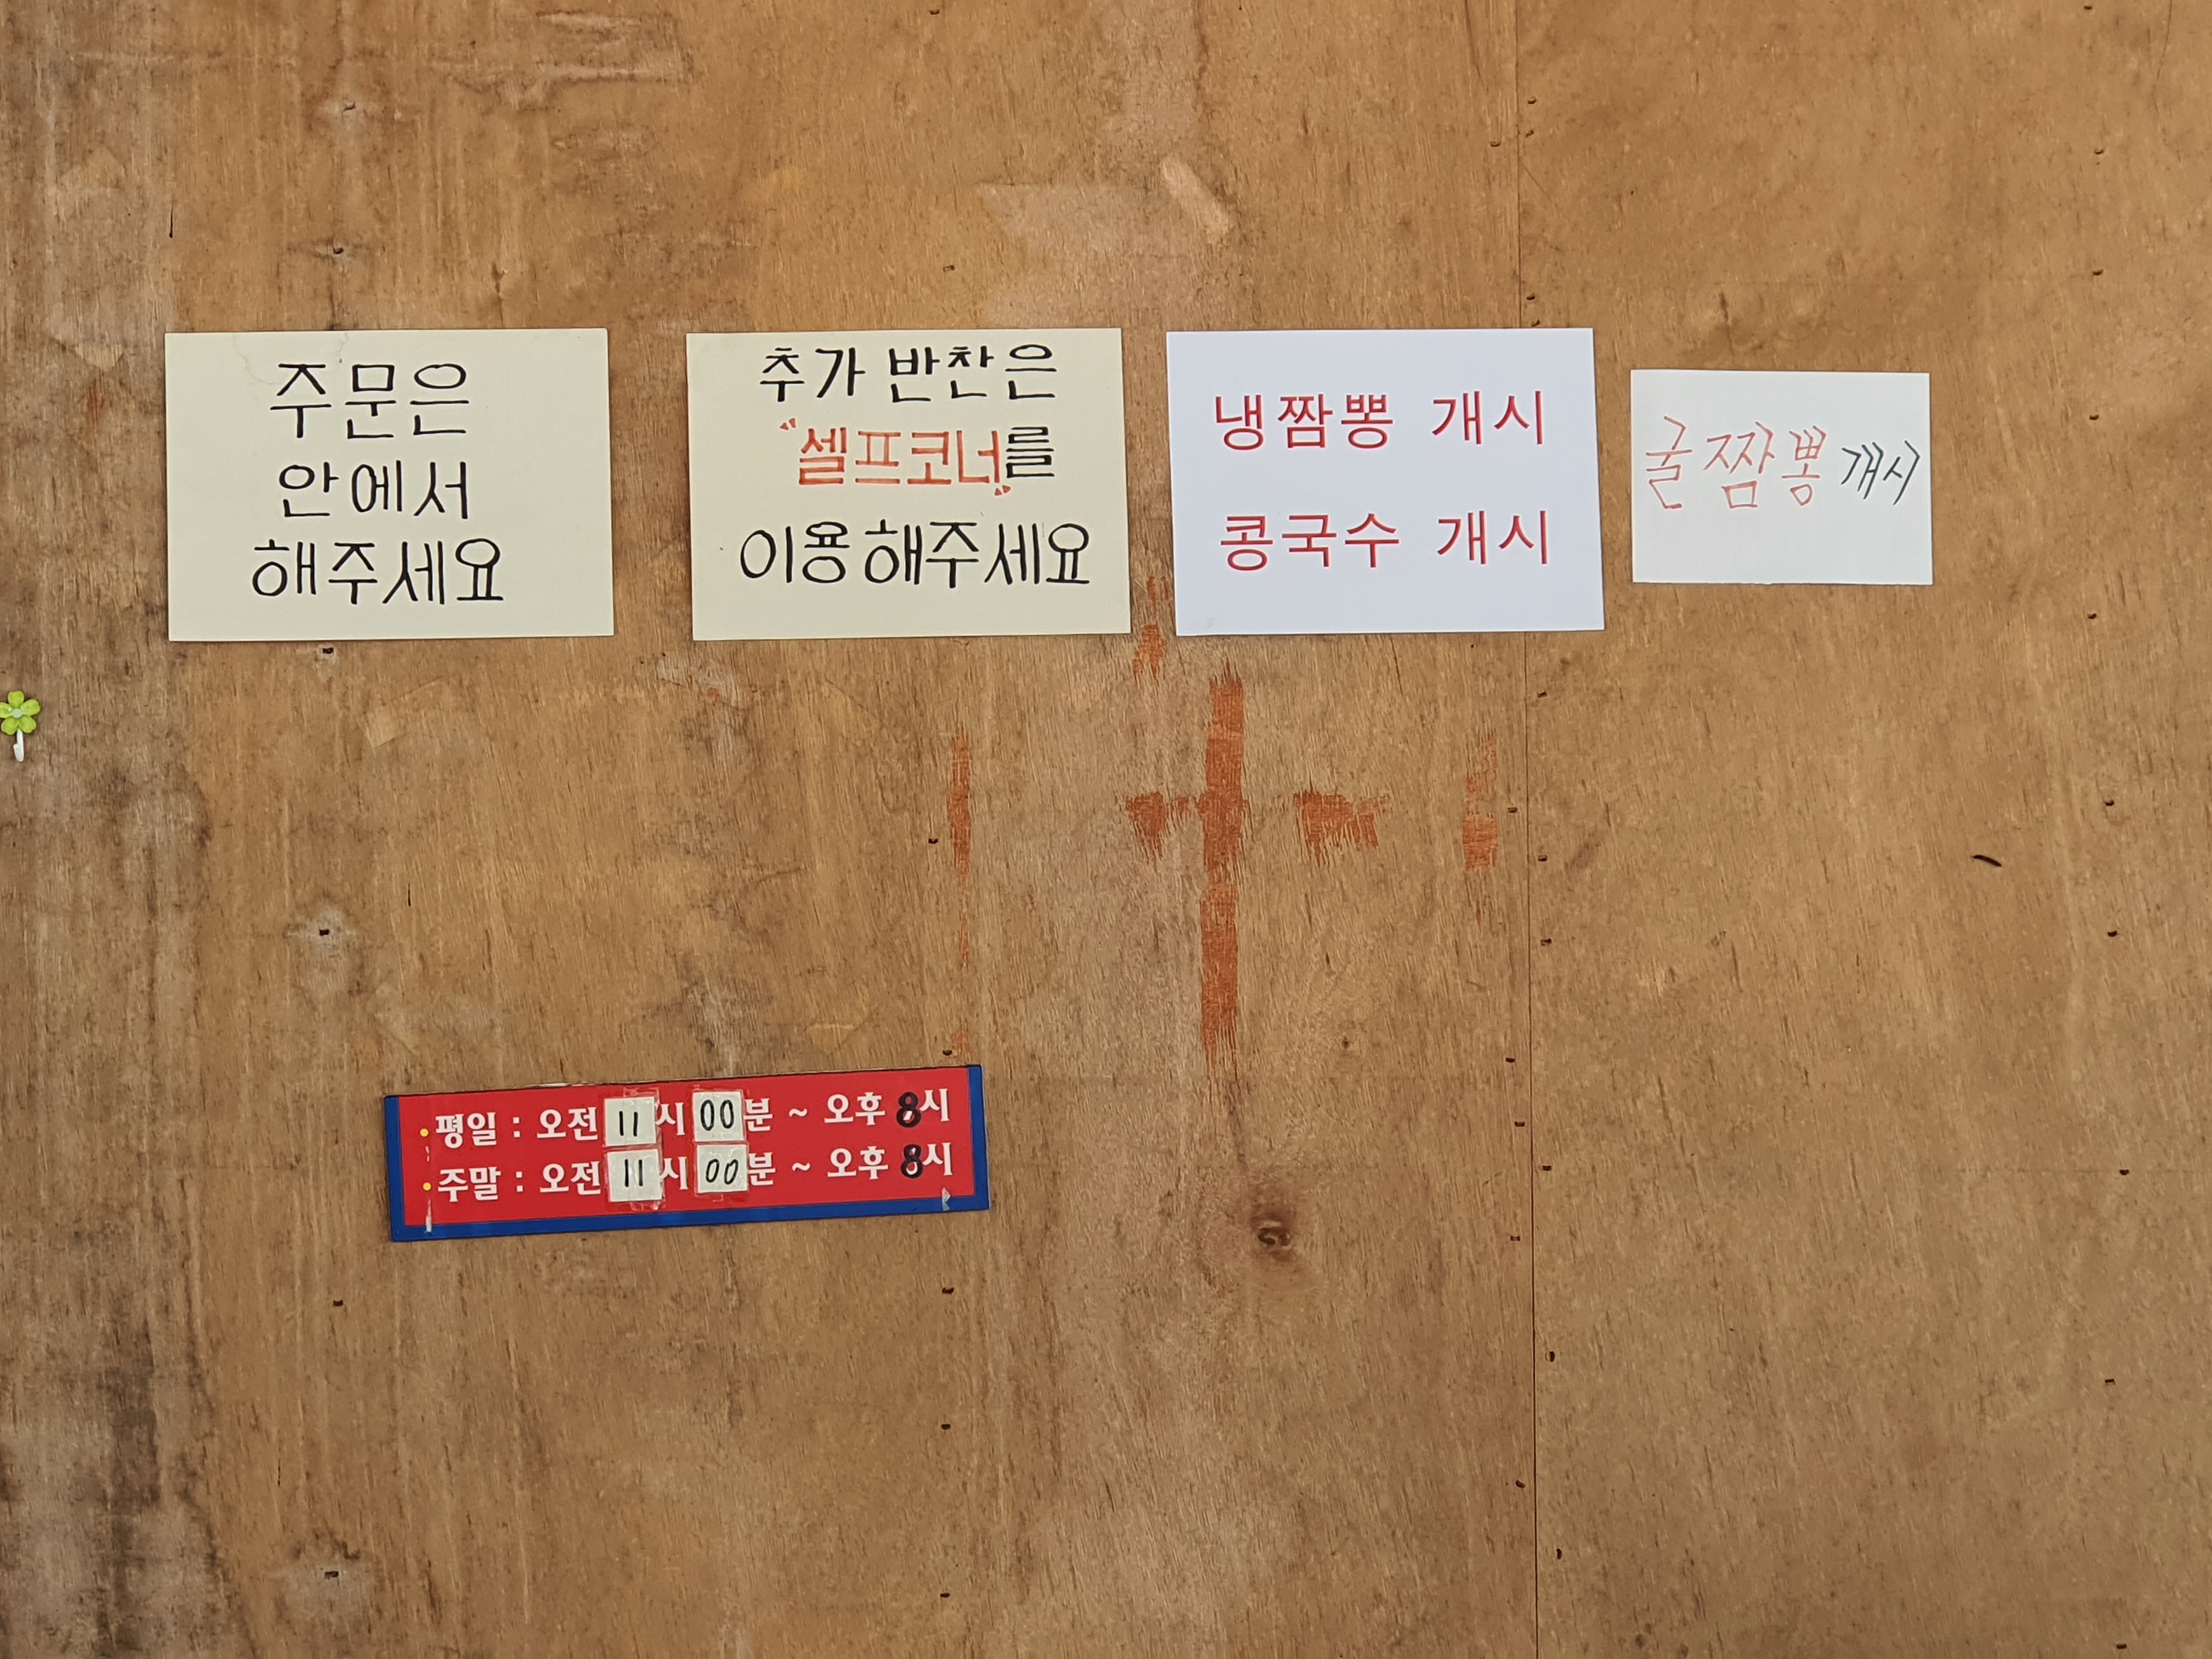 주문은
안에서
해주세요
추가 반찬은
"셀프코너"를
이용해주세요
냉짬뽕 개시
콩국수 개시
굴짬뽕 개시
평일 : 오전 11시 00분 ~ 오후 8시
주말 : 오전 11시 00분 ~ 오후 8시